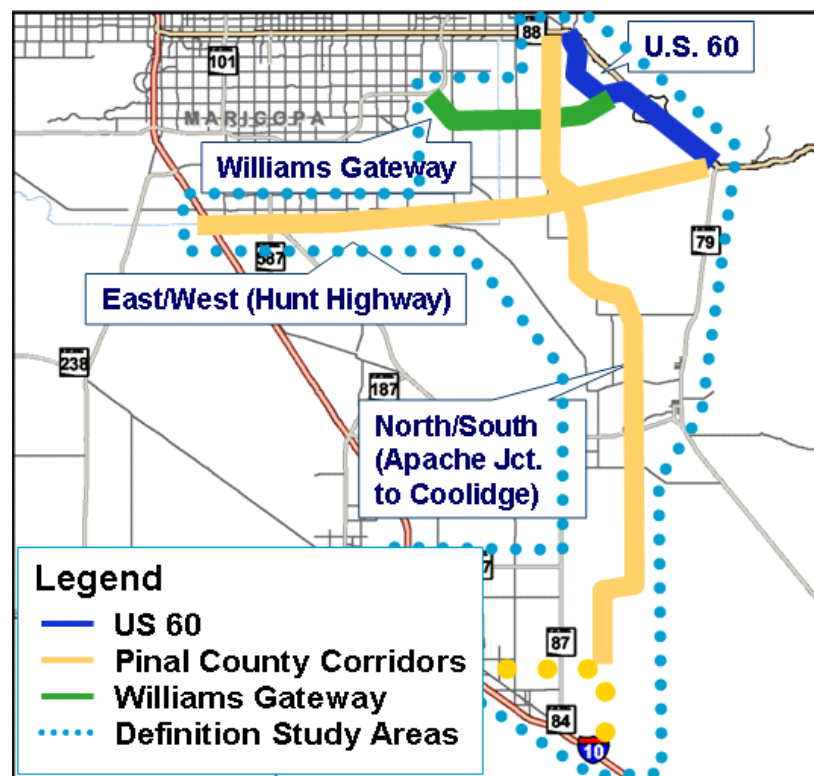 88
U.S. 60
101
MARICOPA
Williams Gateway
79
587
East/West (Hunt Highway)
238
187
North/South
(Apache Jct.
to Coolidge)
Legend
US 60
Pinal County Corridors
Williams Gateway
Definition Study Areas
87
84
10